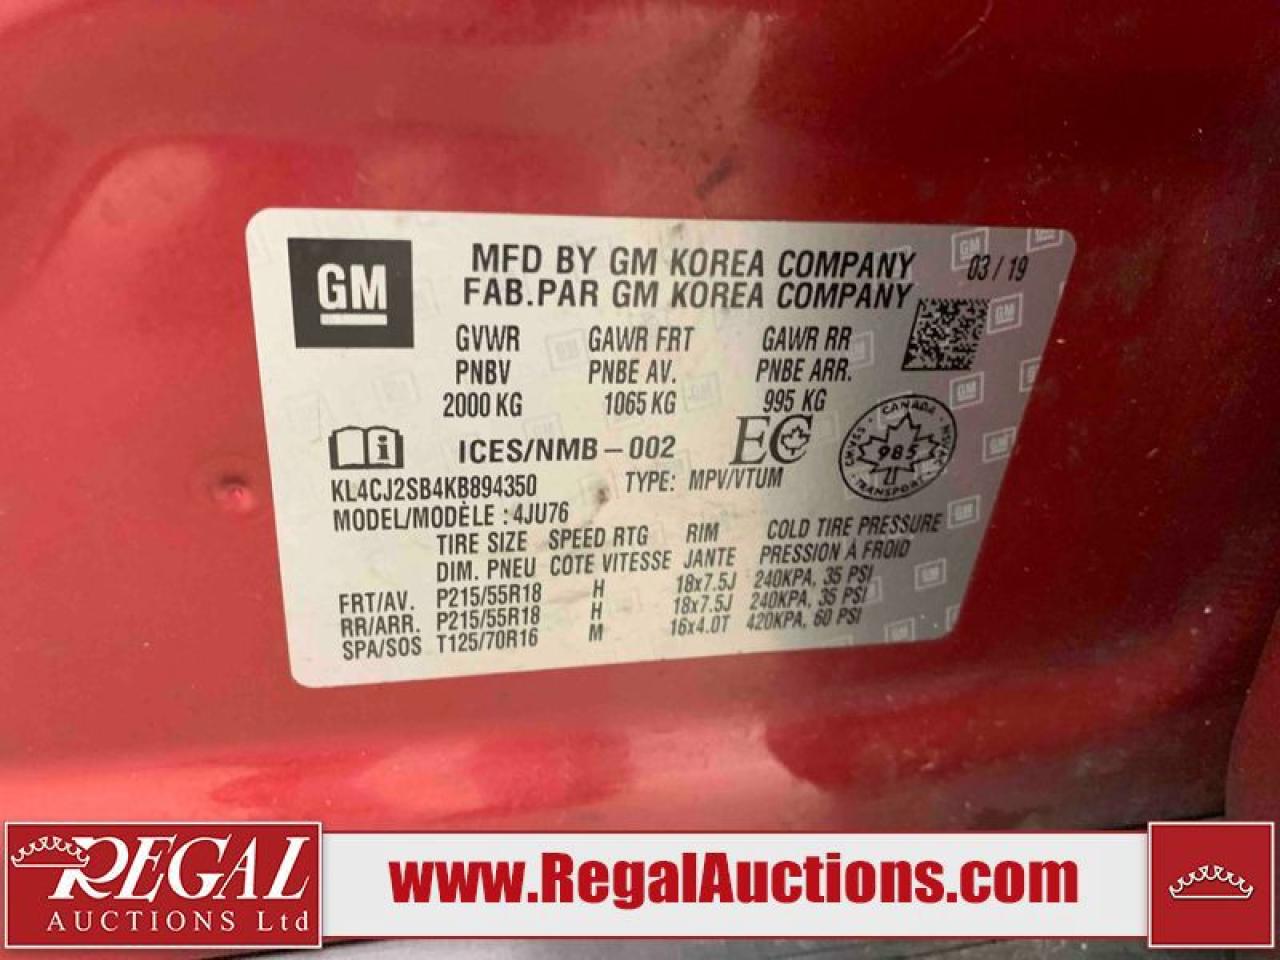 GM
MFD BY GM KOREA COMPANY 03 / 19
FAB.PAR GM KOREA COMPANY
GVWR GAWR FRT GAWR RR
PNBV PNBE AV. PNBE ARR.
2000 KG 1065 KG 995 KG
ICES/NMB-002 EC
CANADA
985
TRANSPORT
KL4CJ2SB4KB894350 TYPE: MPV/VTUM
MODEL/MODÈLE : 4JU76
TIRE SIZE SPEED RTG RIM COLD TIRE PRESSURE
DIM. PNEU COTE VITESSE JANTE PRESSION À FROID
FRT/AV. P215/55R18 H 18x7.5J 240KPA, 35 PSI
RR/ARR. P215/55R18 H 18x7.5J 240KPA, 35 PSI
SPA/SOS T125/70R16 M 16x4.0T 420KPA, 60 PSI
REGAL
AUCTIONS Ltd
www.RegalAuctions.com